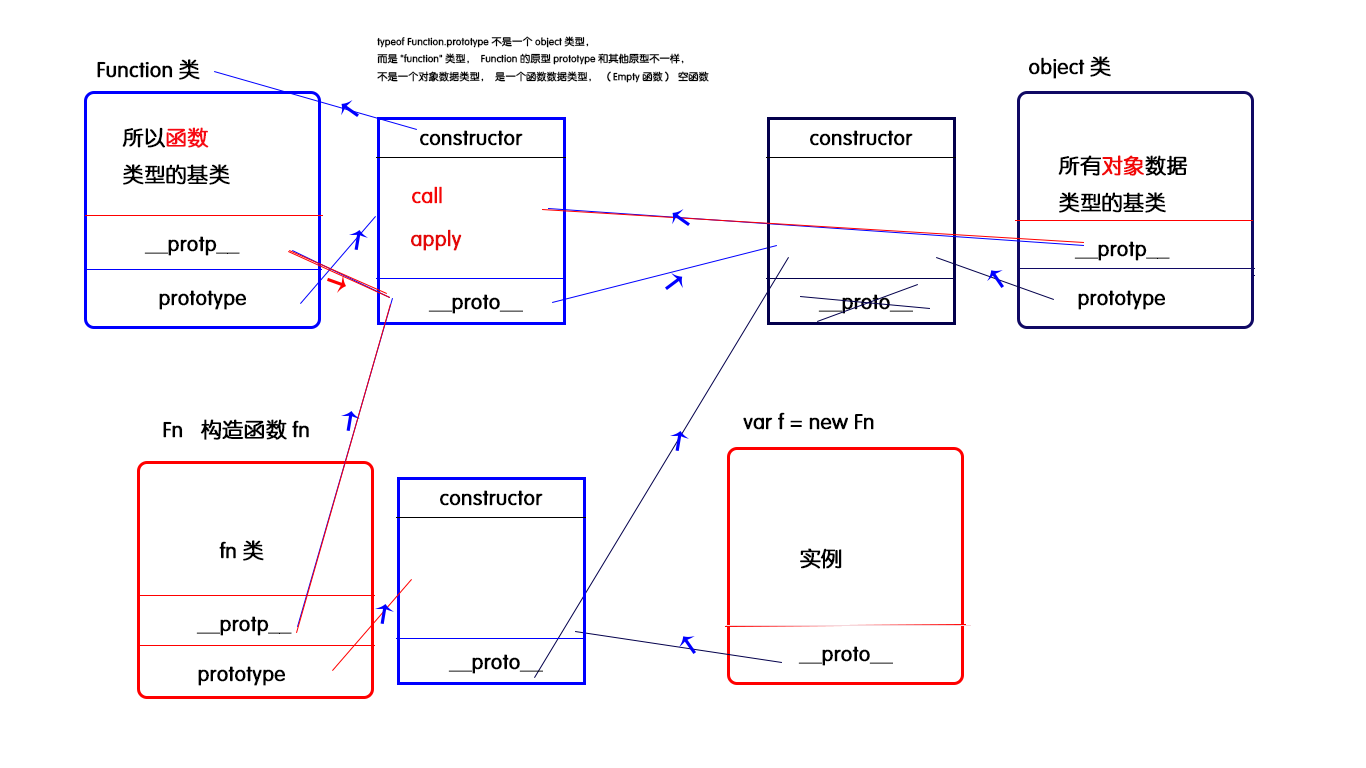 typeof Function.prototype 不是一个 object 类型，
而是 "function" 类型， Function 的原型 prototype 和其他原型不一样，
不是一个对象数据类型， 是一个函数数据类型， （ Empty 函数 ） 空函数
Function 类
所以函数
类型的基类
__protp__
prototype
constructor
call
apply
__proto__
constructor
__proto__
object 类
所有对象数据
类型的基类
__protp__
prototype
Fn 构造函数 fn
fn 类
__protp__
prototype
constructor
__proto__
var f = new Fn
实例
__proto__